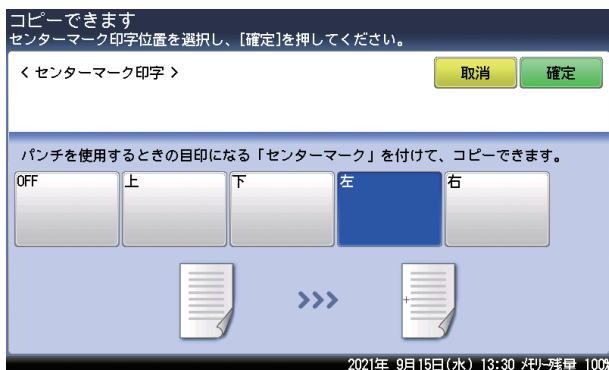 コピーできます
センターマーク印字位置を選択し、[確定]を押してください。
< センターマーク印字 >
取消
確定
パンチを使用するときの目印になる「センターマーク」を付けて、コピーできます。
OFF
上
下
左
右
2021年 9月15日(水) 13:30 ﾒﾓﾘｰ残量 100%